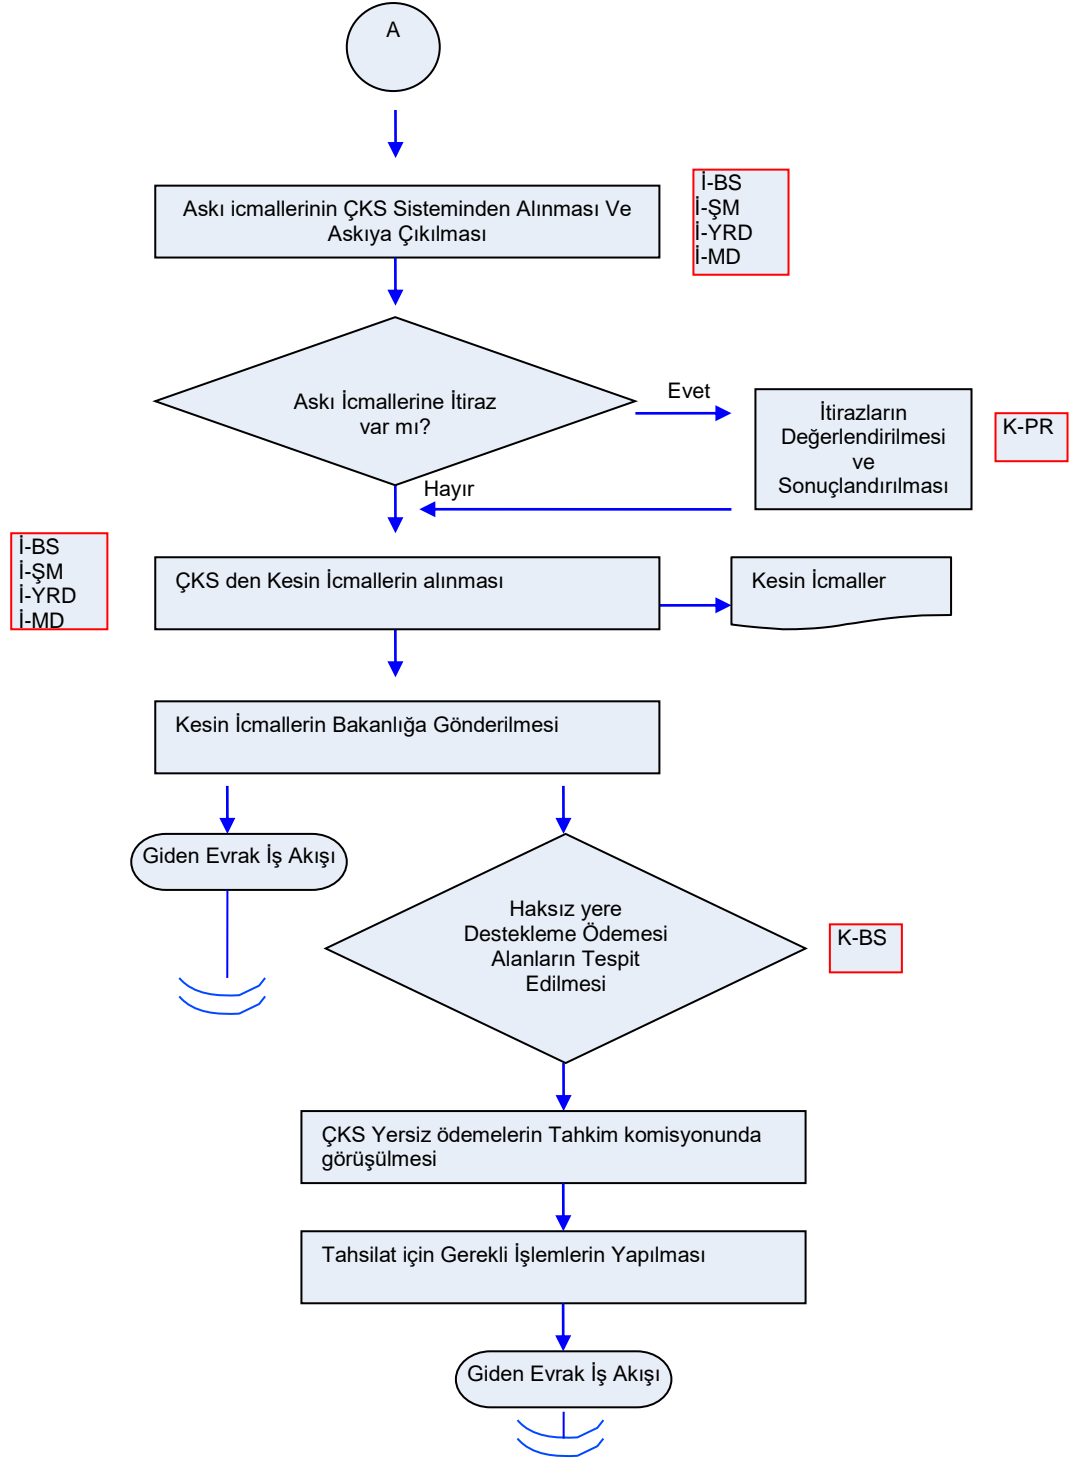 A
Askı icmallerinin ÇKS Sisteminden Alınması Ve
Askıya Çıkılması
İ-BS
İ-ŞM
İ-YRD
İ-MD
Askı İcmallerine İtiraz
var mı?
Evet
İtirazların
Değerlendirilmesi
ve
Sonuçlandırılması
K-PR
Hayır
İ-BS
İ-ŞM
İ-YRD
İ-MD
ÇKS den Kesin İcmallerin alınması
Kesin İcmaller
Kesin İcmallerin Bakanlığa Gönderilmesi
Giden Evrak İş Akışı
Haksız yere
Destekleme Ödemesi
Alanların Tespit
Edilmesi
K-BS
ÇKS Yersiz ödemelerin Tahkim komisyonunda
görüşülmesi
Tahsilat için Gerekli İşlemlerin Yapılması
Giden Evrak İş Akışı